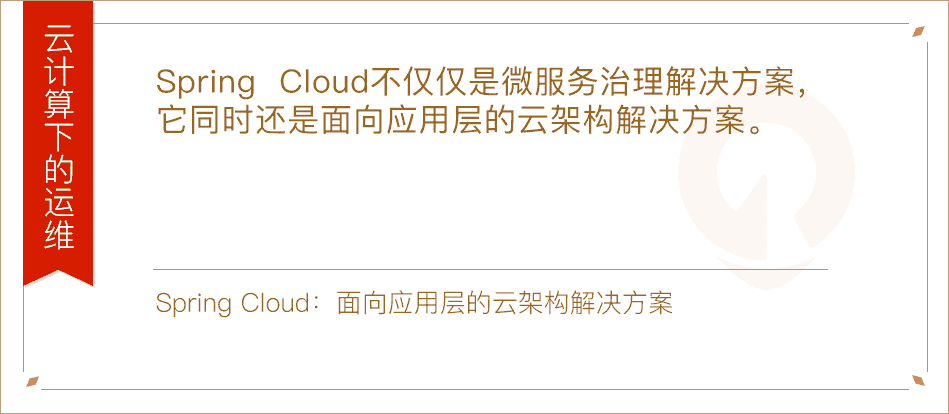 云计算下的运维
Spring Cloud不仅仅是微服务治理解决方案，
它同时还是面向应用层的云架构解决方案。
Spring Cloud：面向应用层的云架构解决方案